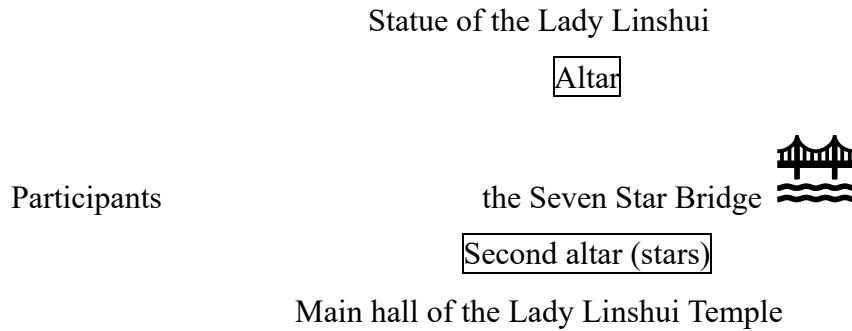 Statue of the Lady Linshui
Altar
Participants the Seven Star Bridge
Second altar (stars)
Main hall of the Lady Linshui Temple